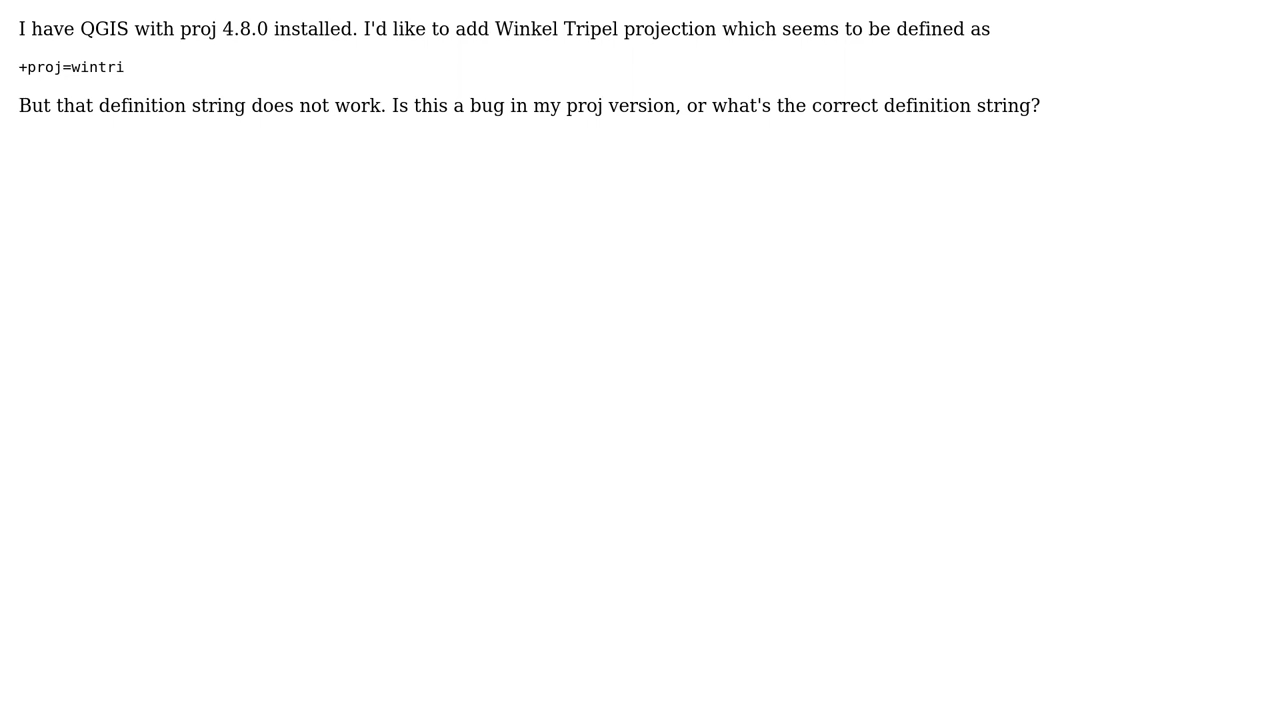 I have QGIS with proj 4.8.0 installed. I'd like to add Winkel Tripel projection which seems to be defined as
+proj=wintri
But that definition string does not work. Is this a bug in my proj version, or what's the correct definition string?